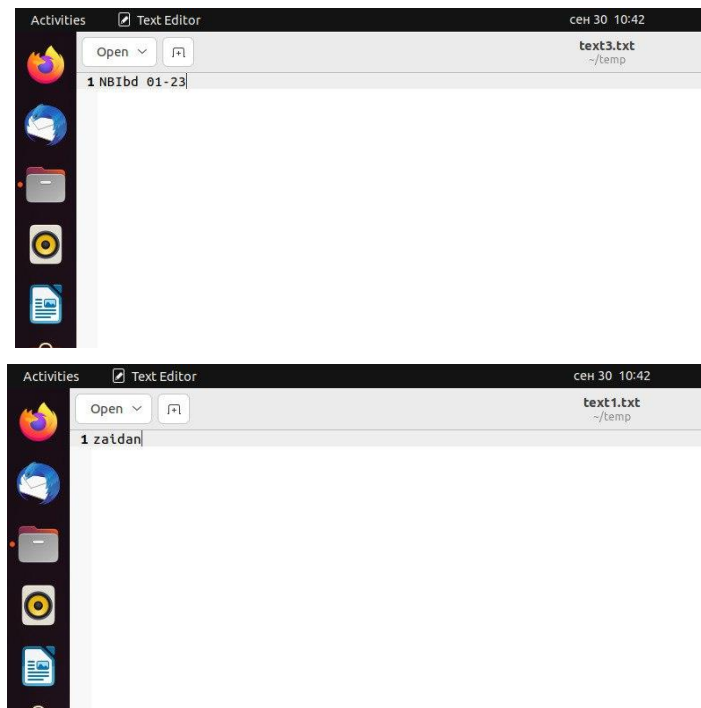 Activities Text Editor сен 30 10:42
Open text3.txt
~/temp
1 NBIbd 01-23
Activities Text Editor сен 30 10:42
Open text1.txt
~/temp
1 zaidan